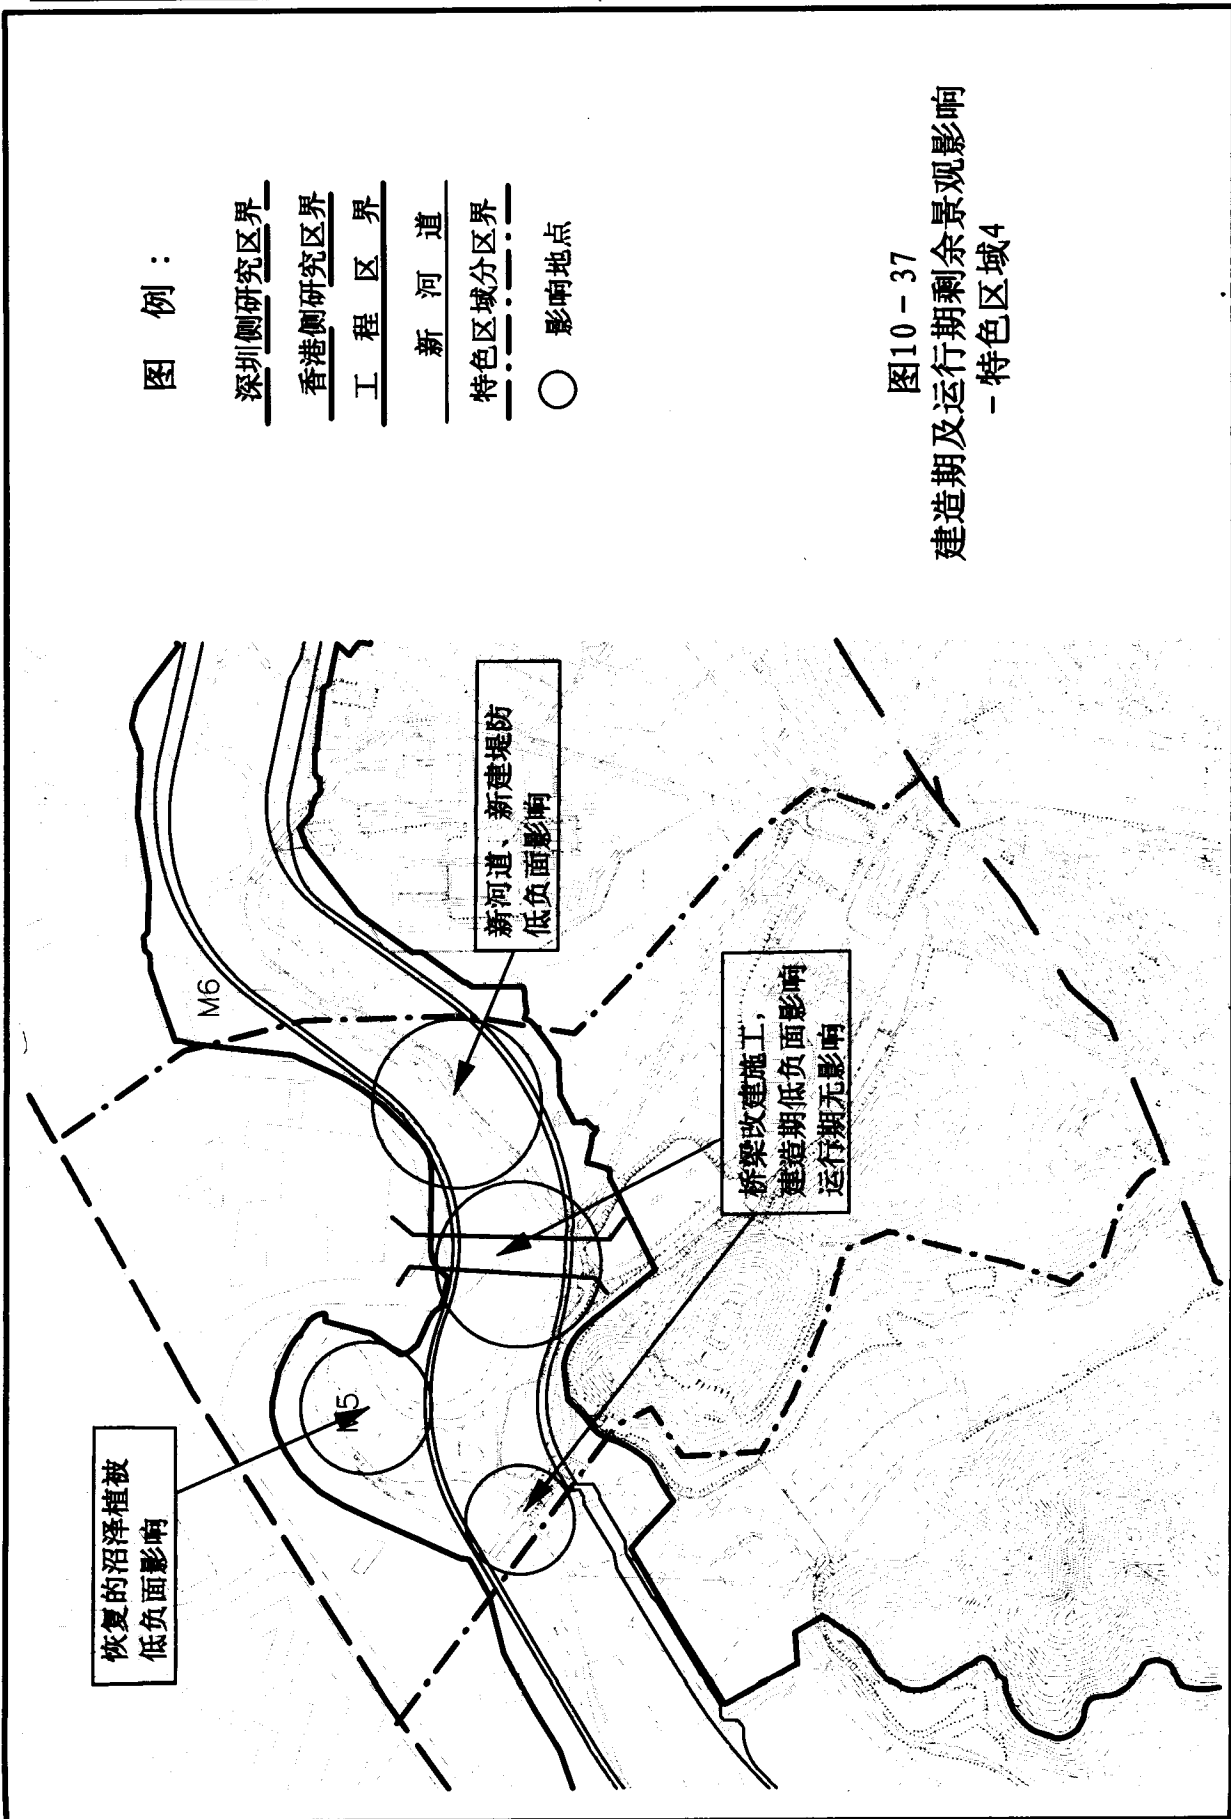 恢复的沼泽植被
低负面影响
M5
M6
新河道、新建堤防
低负面影响
桥梁改建施工，
建造期低负面影响
运行期无影响
图 例：
深圳侧研究区界
香港侧研究区界
工 程 区 界
新 河 道
特色区域分区界
影响地点
图10-37
建造期及运行期剩余景观影响
-特色区域4